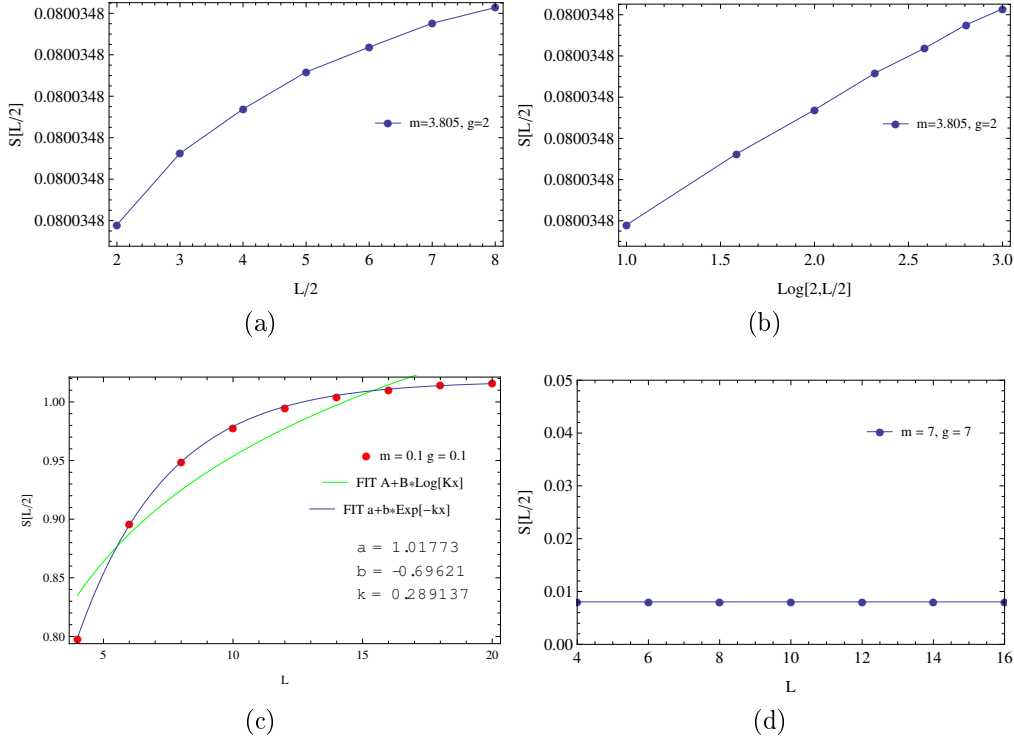 0.0800348
0.0800348
0.0800348
0.0800348
0.0800348
0.0800348
S[L/2]
m=3.805, g=2
2 3 4 5 6 7 8
L/2
(a)
0.0800348
0.0800348
0.0800348
0.0800348
0.0800348
0.0800348
S[L/2]
m=3.805, g=2
1.0 1.5 2.0 2.5 3.0
Log[2,L/2]
(b)
1.00
0.95
0.90
0.85
0.80
S[L/2]
m = 0.1 g = 0.1
FIT A+B*Log[Kx]
FIT a+b*Exp[-kx]
a = 1.01773
b = -0.69621
k = 0.289137
5 10 15 20
L
(c)
0.05
0.04
0.03
0.02
0.01
0.00
S[L/2]
m = 7, g = 7
4 6 8 10 12 14 16
L
(d)